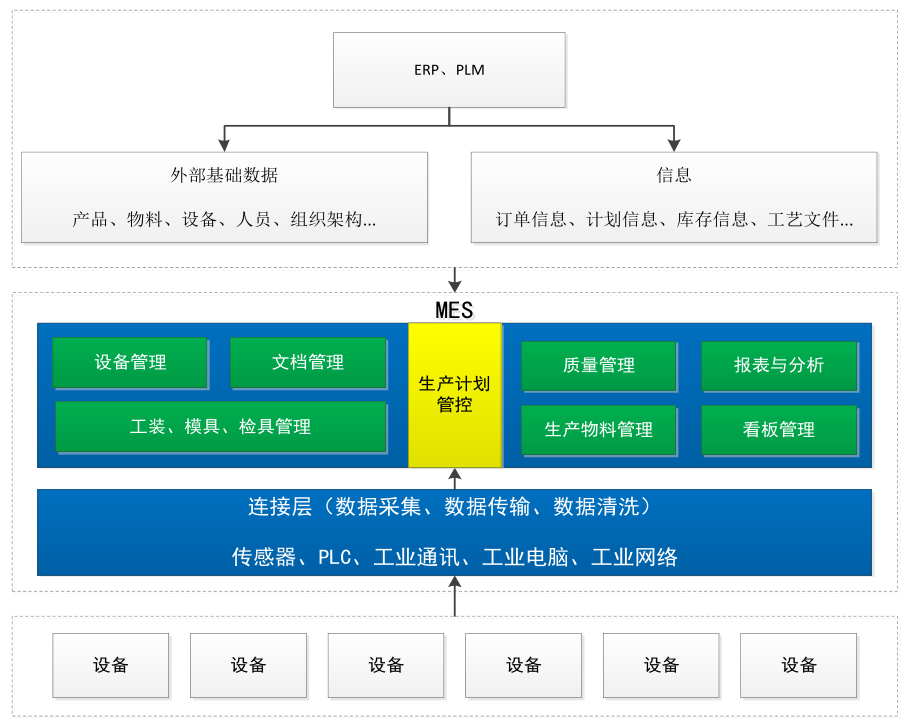 ERP、PLM
外部基础数据
产品、物料、设备、人员、组织架构...
信息
订单信息、计划信息、库存信息、工艺文件...
MES
设备管理
文档管理
工装、模具、检具管理
生产计划
管控
质量管理
报表与分析
生产物料管理
看板管理
连接层（数据采集、数据传输、数据清洗）
传感器、PLC、工业通讯、工业电脑、工业网络
设备
设备
设备
设备
设备
设备